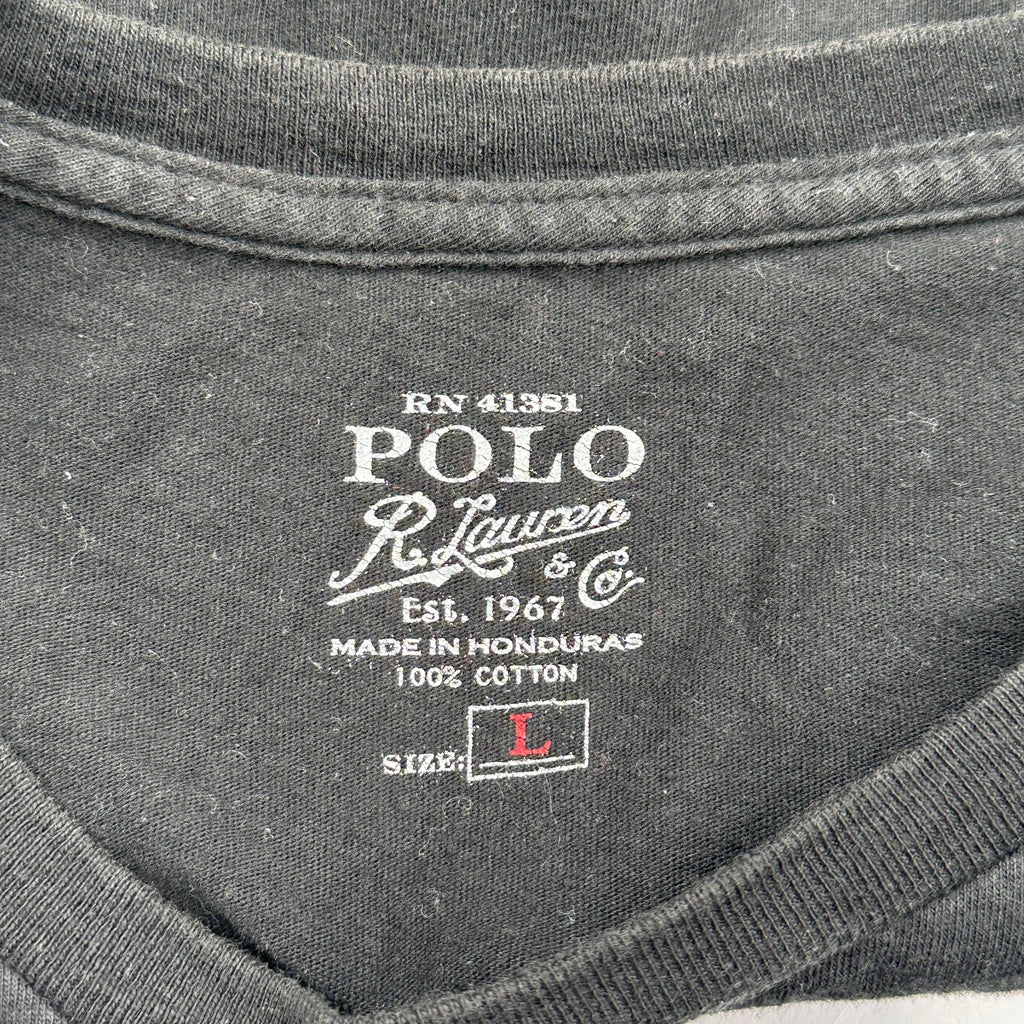 RN 41381
POLO
R. Lauren
& Co.
Est. 1967
MADE IN HONDURAS
100% COTTON
SIZE: L